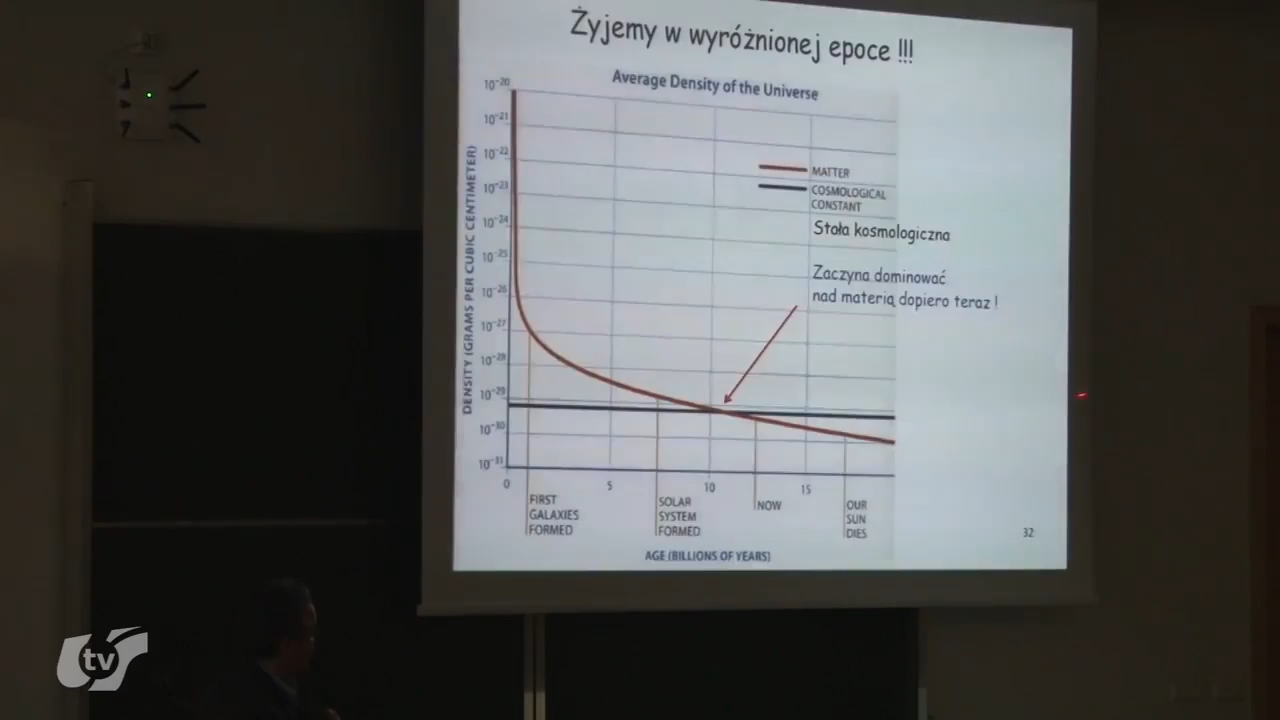 Żyjemy w wyróżnionej epoce !!!
Average Density of the Universe
DENSITY (GRAMS PER CUBIC CENTIMETER)
10⁻²⁰
10⁻²¹
10⁻²²
10⁻²³
10⁻²⁴
10⁻²⁵
10⁻²⁶
10⁻²⁷
10⁻²⁸
10⁻²⁹
10⁻³⁰
10⁻³¹
MATTER
COSMOLOGICAL
CONSTANT
Stoła kosmologiczna
Zaczyna dominować
nad materią dopiero teraz !
0 5 10 15
FIRST
GALAXIES
FORMED
SOLAR
SYSTEM
FORMED
NOW
OUR
SUN
DIES
AGE (BILLIONS OF YEARS)
32
tv